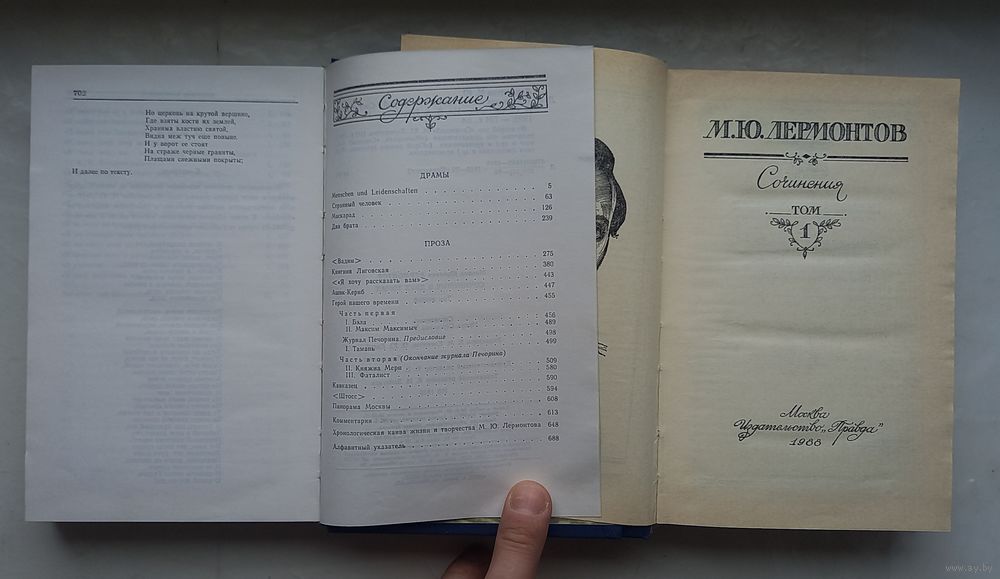 702
Но церковь на крутой вершине,
Где взяты кости их землей,
Хранима властию святой,
Видна меж туч еще поныне.
И у ворот ее стоят
На страже черные граниты,
Плащами снежными покрыты;
И далее по тексту.
Содержание
ДРАМЫ
Menschen und Leidenschaften . . . 5
Странный человек . . . 63
Маскарад . . . 126
Два брата . . . 239
ПРОЗА
<Вадим> . . . 275
Княгиня Лиговская . . . 380
<«Я хочу рассказать вам»> . . . 443
Ашик-Кериб . . . 447
Герой нашего времени . . . 455
Часть первая . . . 456
I. Бэла . . . 489
II. Максим Максимыч . . . 498
Журнал Печорина. Предисловие . . . 499
I. Тамань
Часть вторая (Окончание журнала Печорина) . . . 509
II. Княжна Мери . . . 580
III. Фаталист . . . 590
Кавказец . . . 594
<Штосс> . . . 608
Панорама Москвы . . . 613
Комментарии
Хронологическая канва жизни и творчества М. Ю. Лермонтова 648
Алфавитный указатель . . . 688
М.Ю. ЛЕРМОНТОВ
Сочинения
ТОМ
1
Москва
Издательство „Правда"
1988
www.ay.by